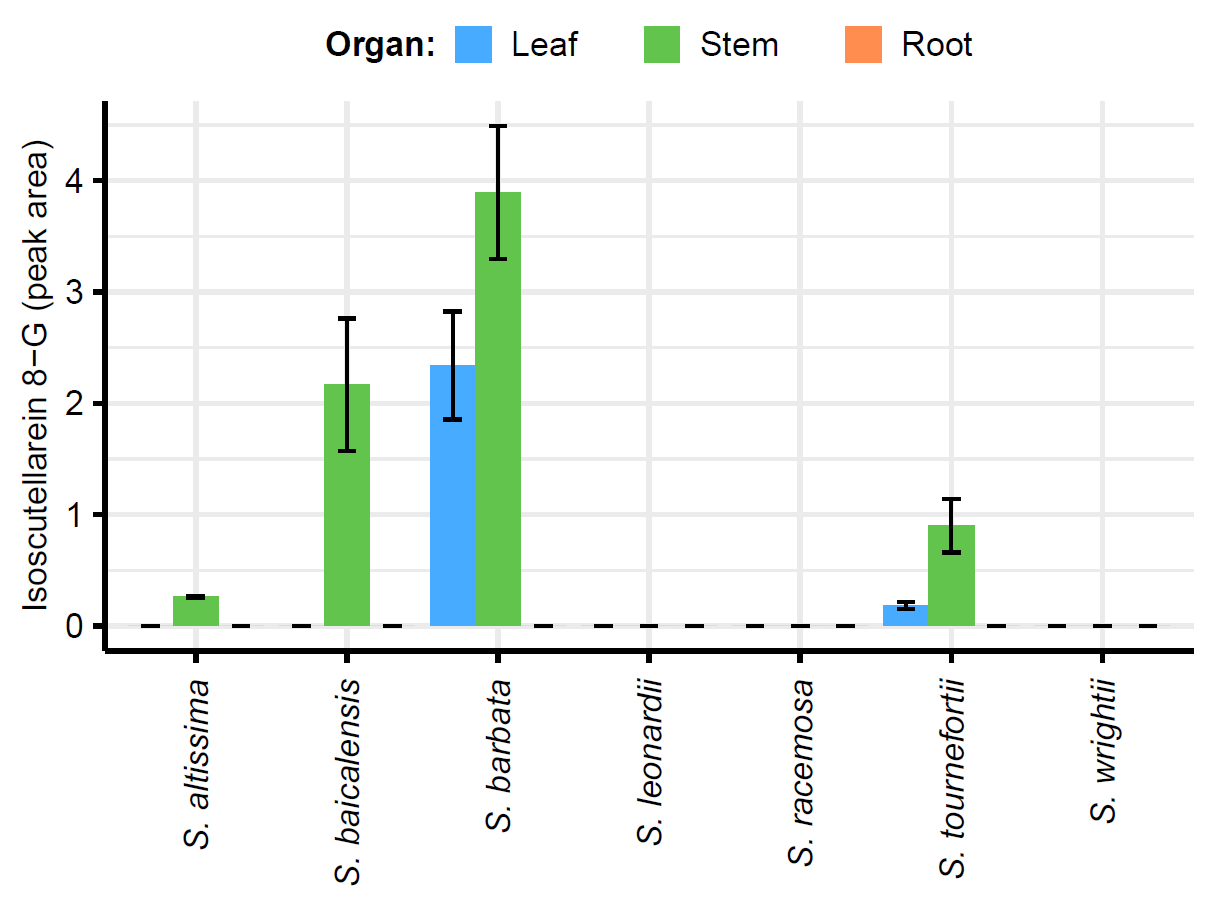 Organ: Leaf Stem Root
Isoscutellarein 8−G (peak area)
4
3
2
1
0
S. altissima
S. baicalensis
S. barbata
S. leonardii
S. racemosa
S. tournefortii
S. wrightii